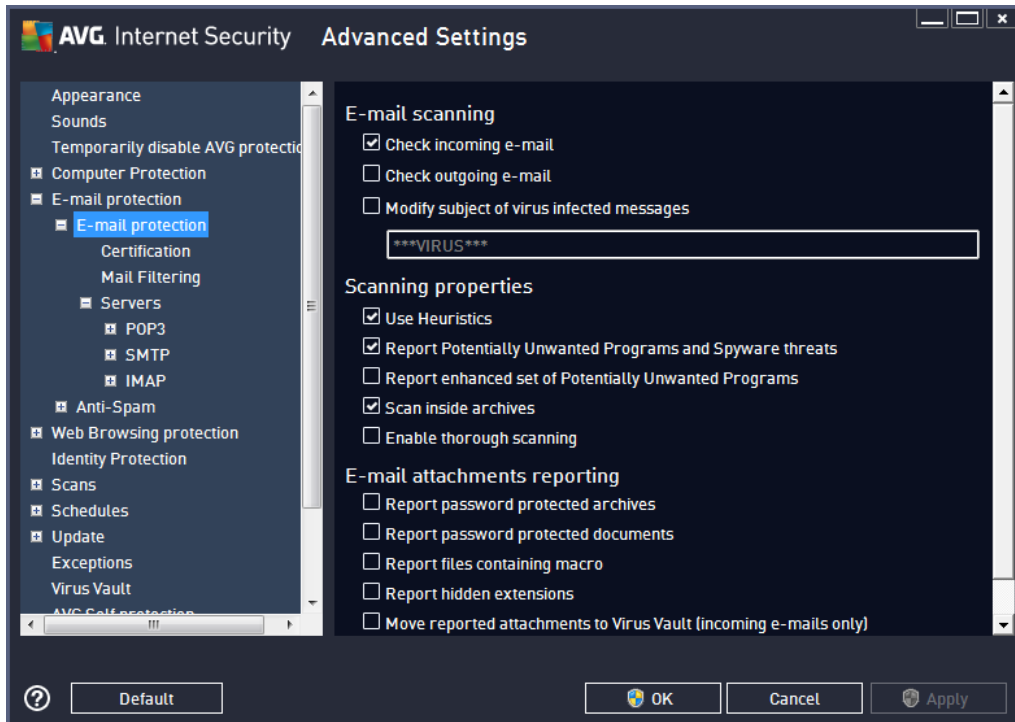 AVG. Internet Security Advanced Settings
Appearance
Sounds
Temporarily disable AVG protectio
Computer Protection
E-mail protection
E-mail protection
Certification
Mail Filtering
Servers
POP3
SMTP
IMAP
Anti-Spam
Web Browsing protection
Identity Protection
Scans
Schedules
Update
Exceptions
Virus Vault
AVG Self protection
E-mail scanning
Check incoming e-mail
Check outgoing e-mail
Modify subject of virus infected messages
***VIRUS***
Scanning properties
Use Heuristics
Report Potentially Unwanted Programs and Spyware threats
Report enhanced set of Potentially Unwanted Programs
Scan inside archives
Enable thorough scanning
E-mail attachments reporting
Report password protected archives
Report password protected documents
Report files containing macro
Report hidden extensions
Move reported attachments to Virus Vault (incoming e-mails only)
? Default OK Cancel Apply